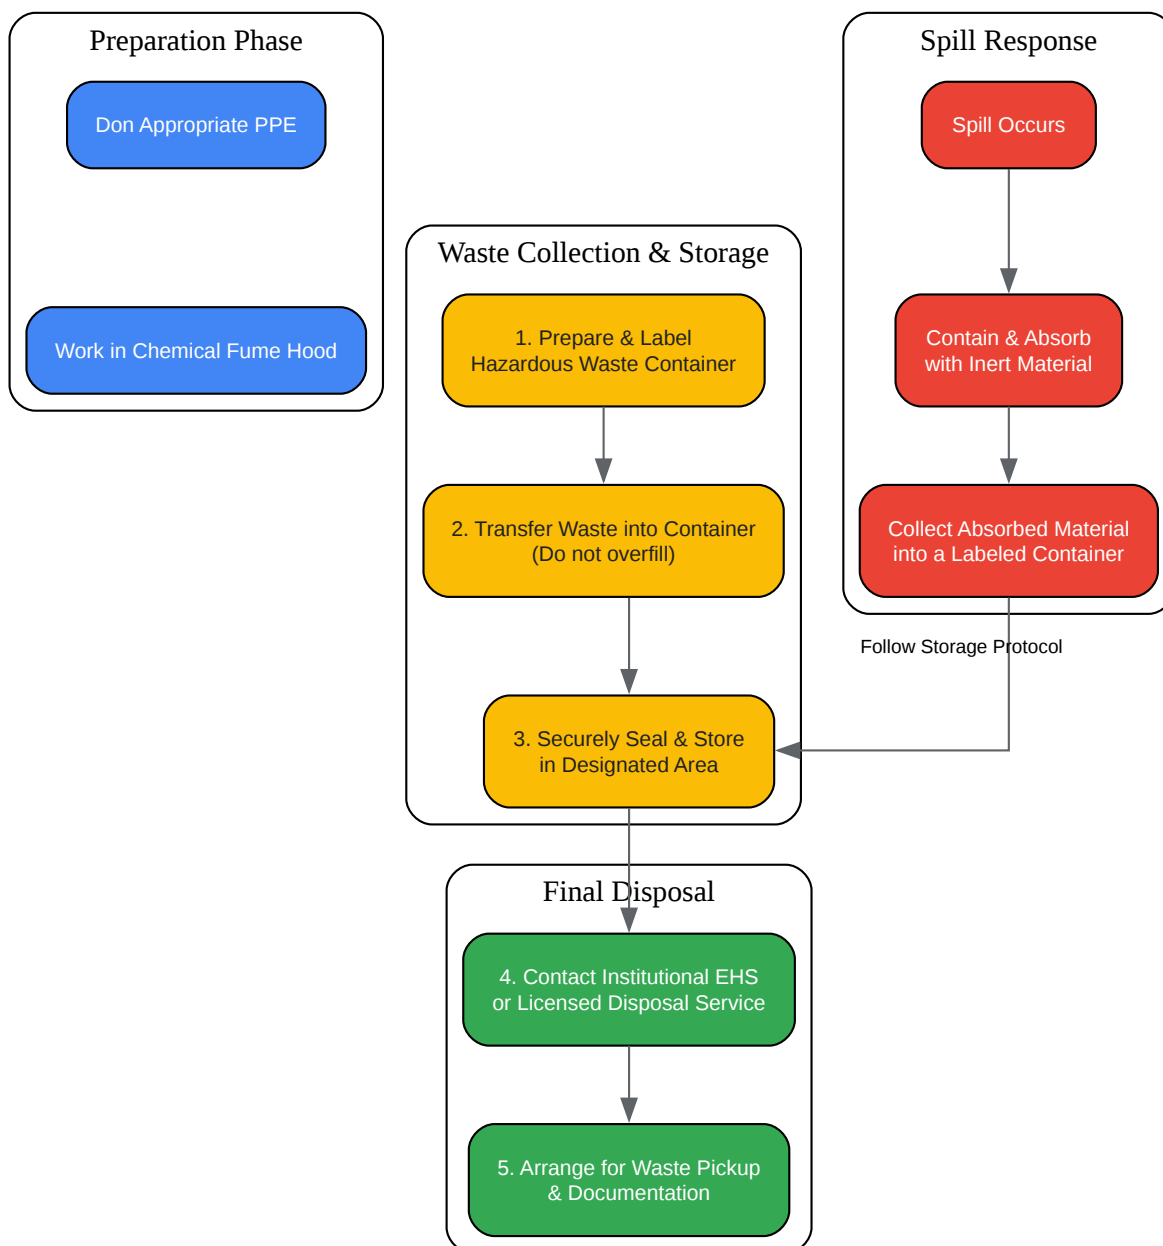 Preparation Phase
Don Appropriate PPE
Work in Chemical Fume Hood
Waste Collection & Storage
1. Prepare & Label
Hazardous Waste Container
2. Transfer Waste into Container
(Do not overfill)
3. Securely Seal & Store
in Designated Area
Spill Response
Spill Occurs
Contain & Absorb
with Inert Material
Collect Absorbed Material
into a Labeled Container
Follow Storage Protocol
Final Disposal
4. Contact Institutional EHS
or Licensed Disposal Service
5. Arrange for Waste Pickup
& Documentation